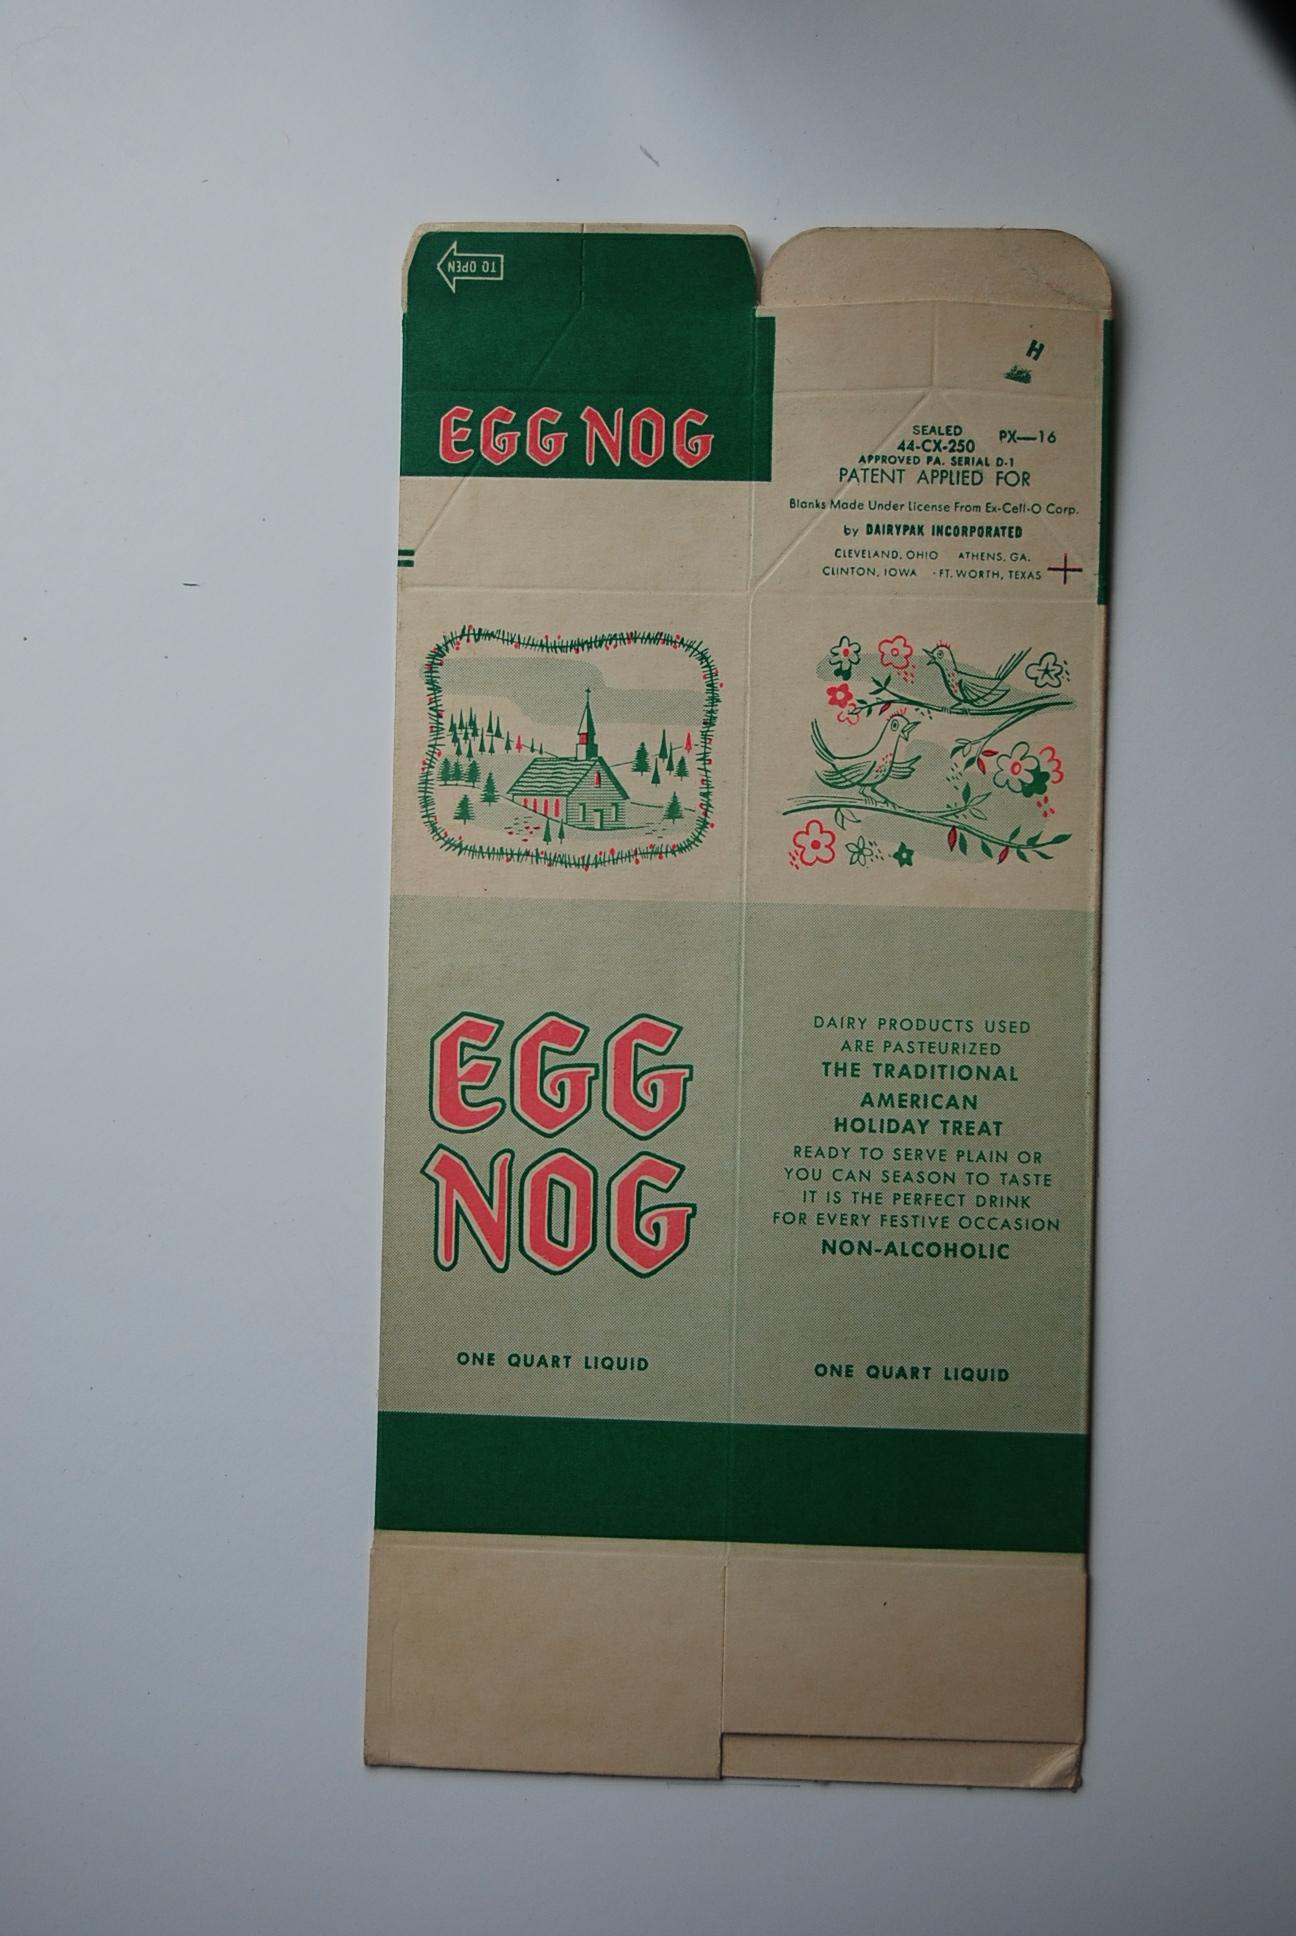 TO OPEN
EGG NOG
H
SEALED
44-CX-250
PX—16
APPROVED PA. SERIAL D-1
PATENT APPLIED FOR
Blanks Made Under License From Ex-Cell-O Corp.
by DAIRYPAK INCORPORATED
CLEVELAND, OHIO ATHENS, GA.
CLINTON, IOWA - FT. WORTH, TEXAS
EGG
NOG
ONE QUART LIQUID
DAIRY PRODUCTS USED
ARE PASTEURIZED
THE TRADITIONAL
AMERICAN
HOLIDAY TREAT
READY TO SERVE PLAIN OR
YOU CAN SEASON TO TASTE
IT IS THE PERFECT DRINK
FOR EVERY FESTIVE OCCASION
NON-ALCOHOLIC
ONE QUART LIQUID